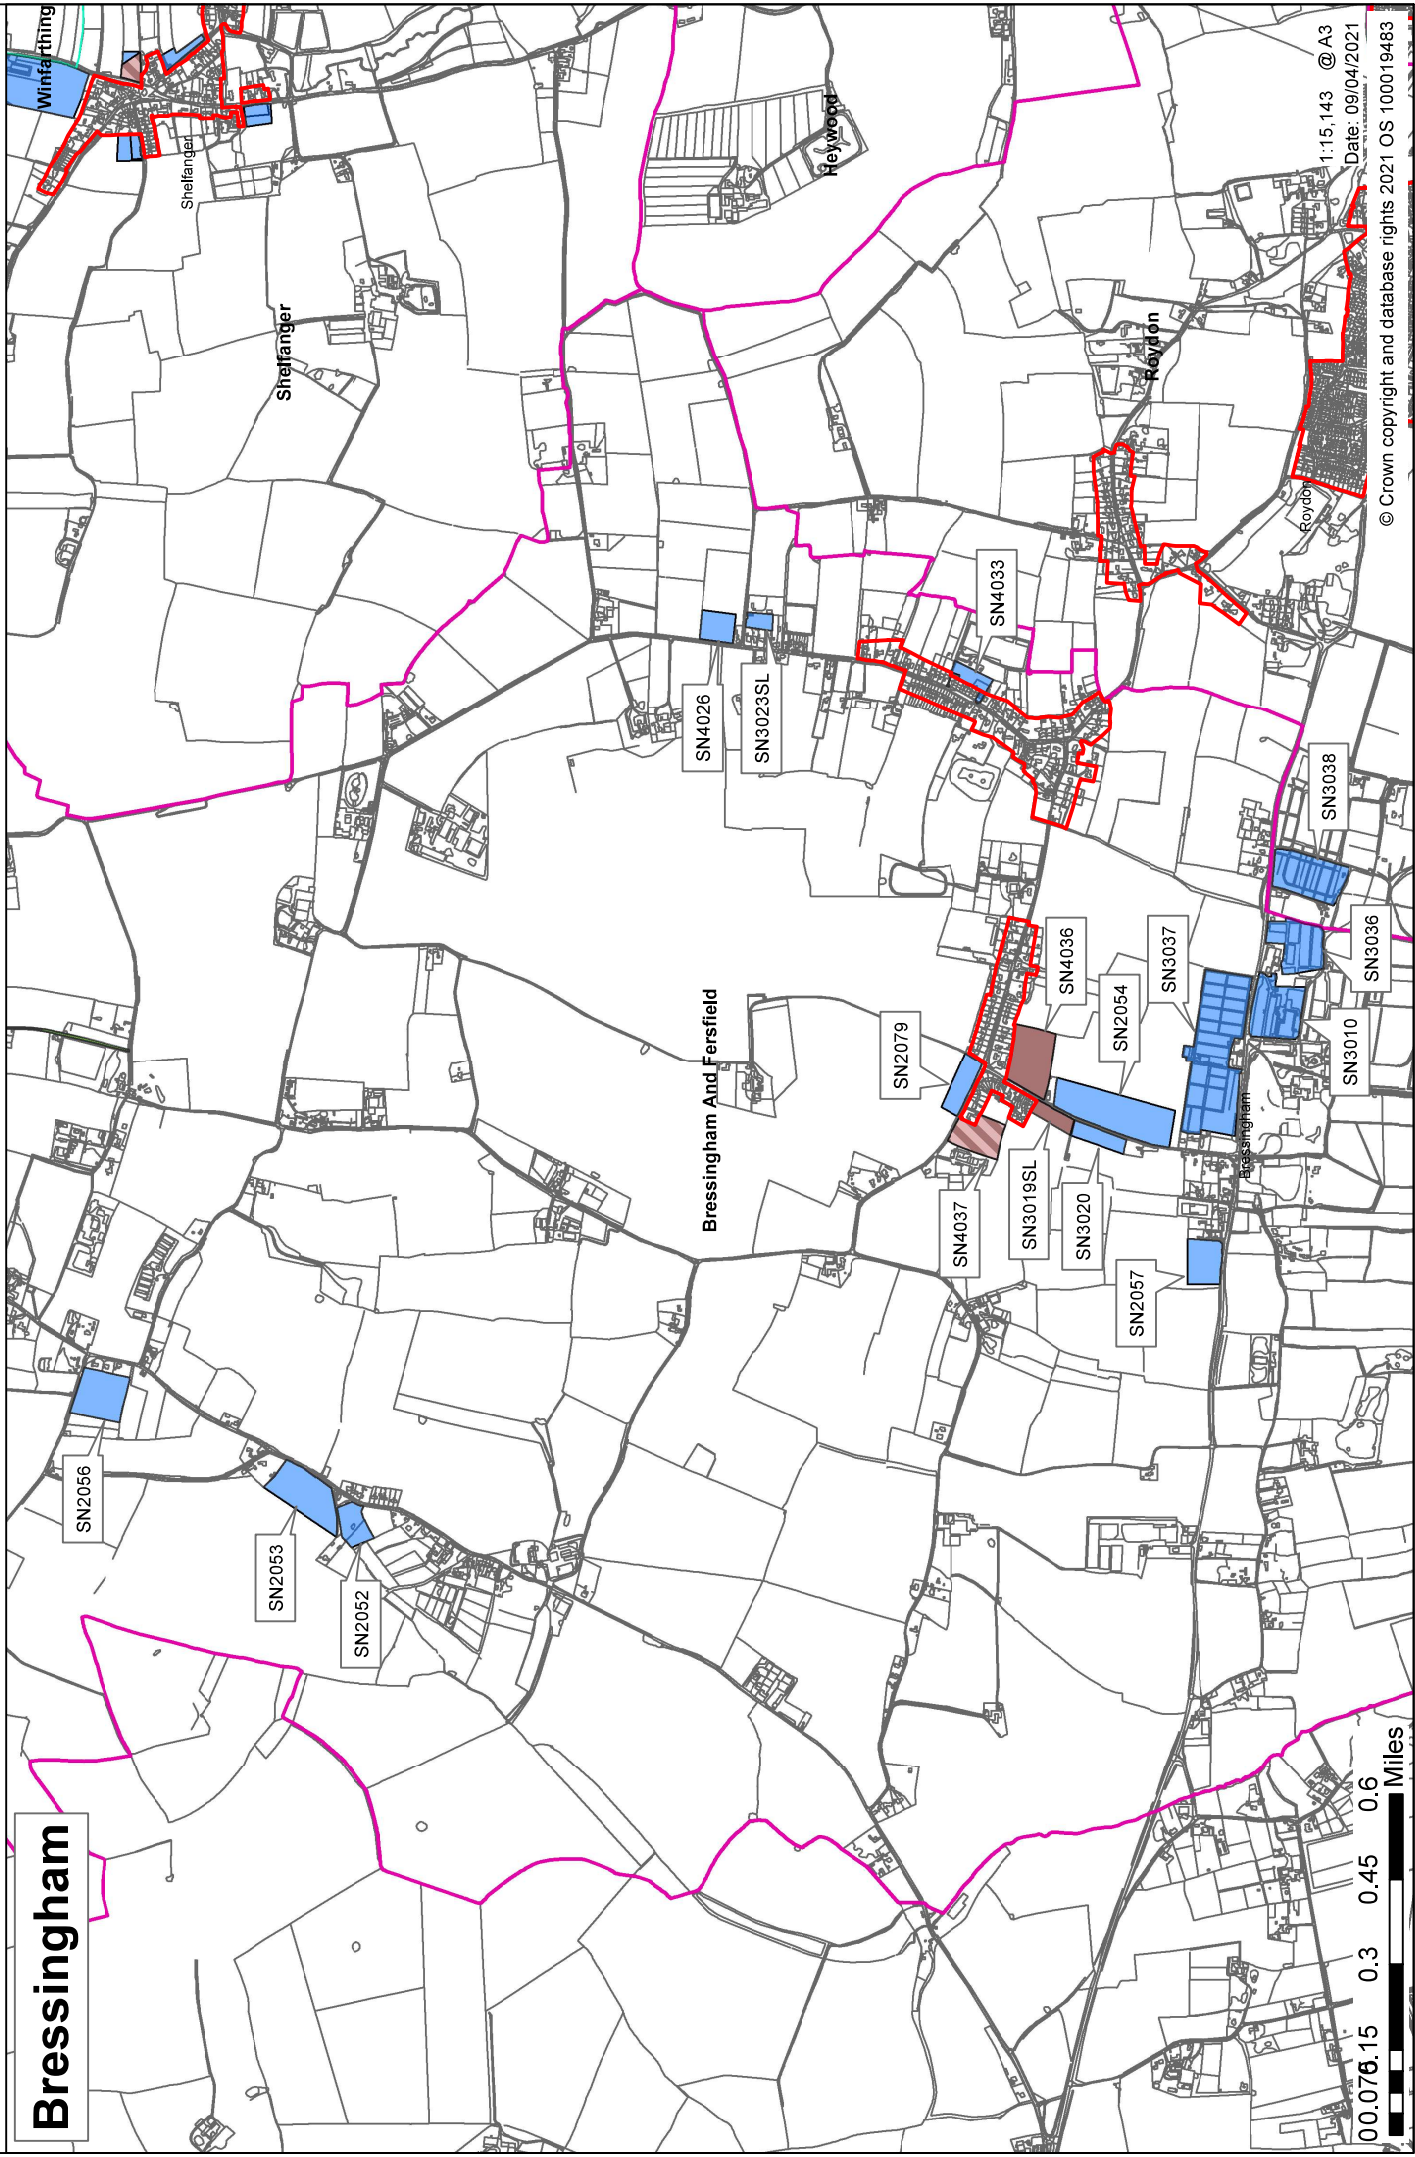 Bressingham
SN2056
SN2053
SN2052
Bressingham And Fersfield
SN2079
SN4037
SN3019SL
SN3020
SN2057
SN4036
SN2054
SN3037
Bressingham
SN3010
SN3036
SN3038
SN4026
SN3023SL
SN4033
Shelfanger
Shelfanger
Winfarthing
Heywood
Roydon
Roydon
0 0.075 0.15 0.3 0.45 0.6
Miles
1:15,143 @ A3
Date: 09/04/2021
© Crown copyright and database rights 2021 OS 100019483